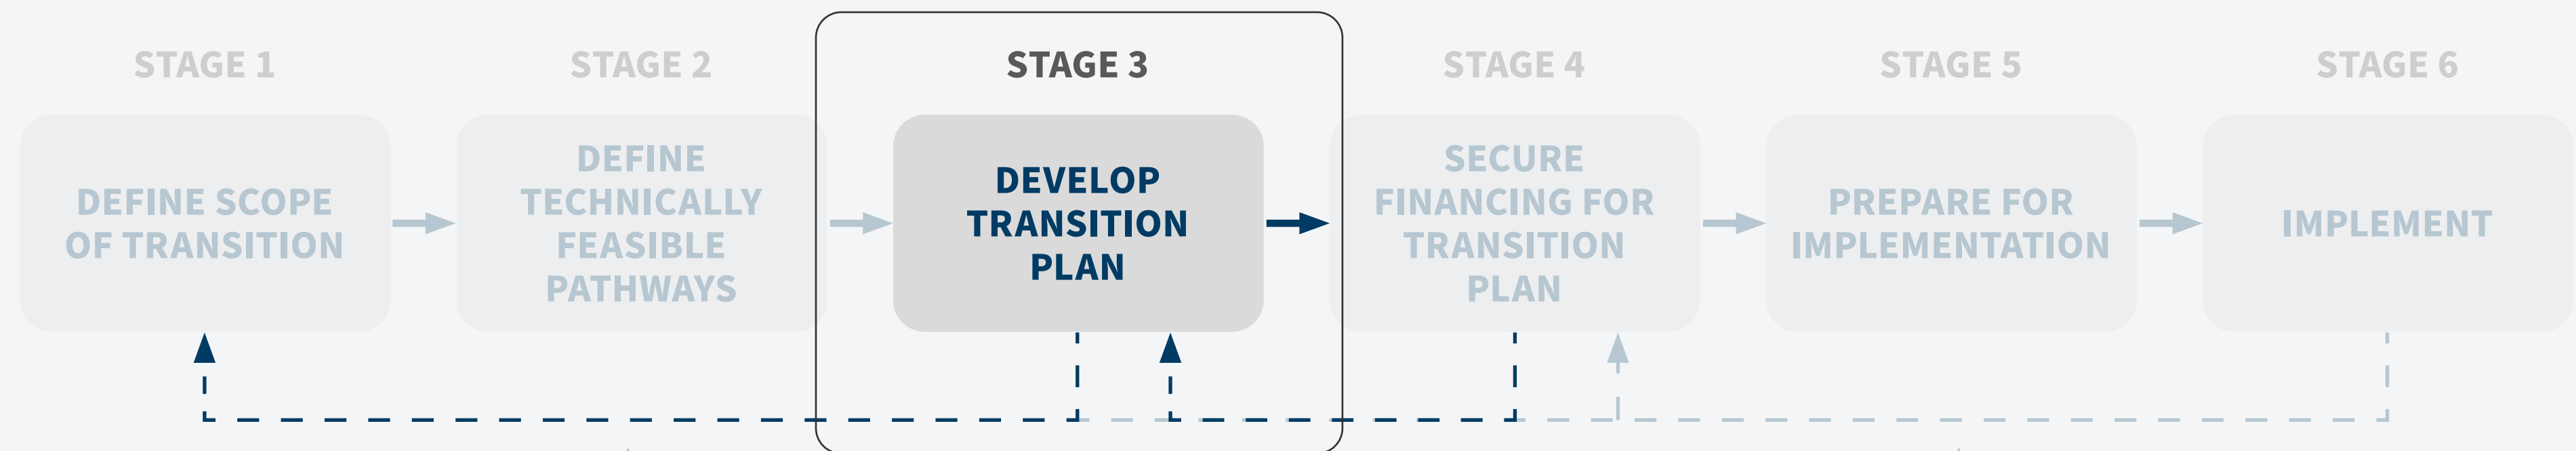 STAGE 1
DEFINE SCOPE
OF TRANSITION
STAGE 2
DEFINE
TECHNICALLY
FEASIBLE
PATHWAYS
STAGE 3
DEVELOP
TRANSITION
PLAN
STAGE 4
SECURE
FINANCING FOR
TRANSITION
PLAN
STAGE 5
PREPARE FOR
IMPLEMENTATION
STAGE 6
IMPLEMENT